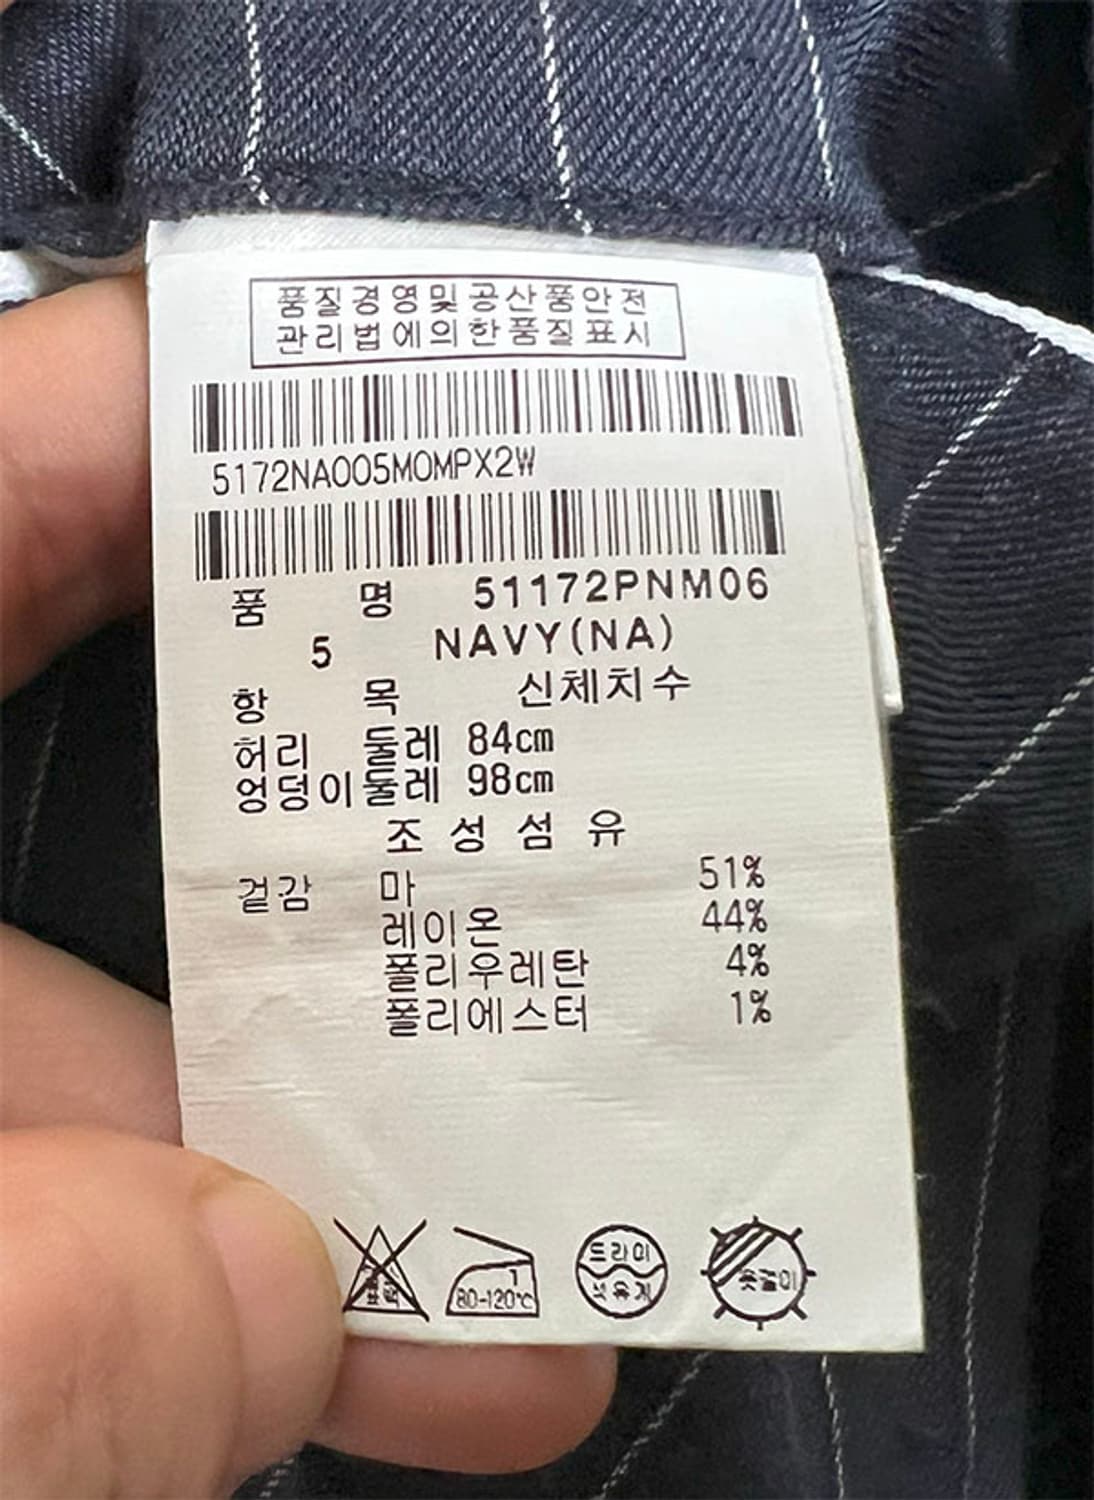 품질경영및공산품안전
관리법에의한품질표시
5172NA005M0MPX2W
품 명 51172PNM06
5 NAVY(NA)
항 목 신체치수
허리 둘레 84cm
엉덩이둘레 98cm
조성섬유
겉감 마 51%
레이온 44%
폴리우레탄 4%
폴리에스터 1%
1
80-120℃
드라이
석유계
옷걸이